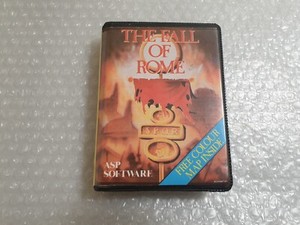 THE FALL
OF
ROME
ASP
SOFTWARE
FREE COLOUR
MAP INSIDE